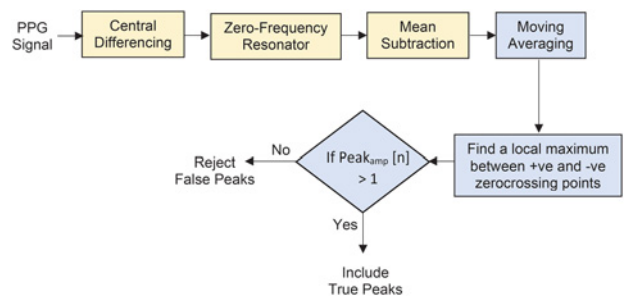 PPG
Signal
Central
Differencing
Zero-Frequency
Resonator
Mean
Subtraction
Moving
Averaging
Find a local maximum
between +ve and -ve
zerocrossing points
If Peakamp [n]
> 1
No
Reject
False Peaks
Yes
Include
True Peaks